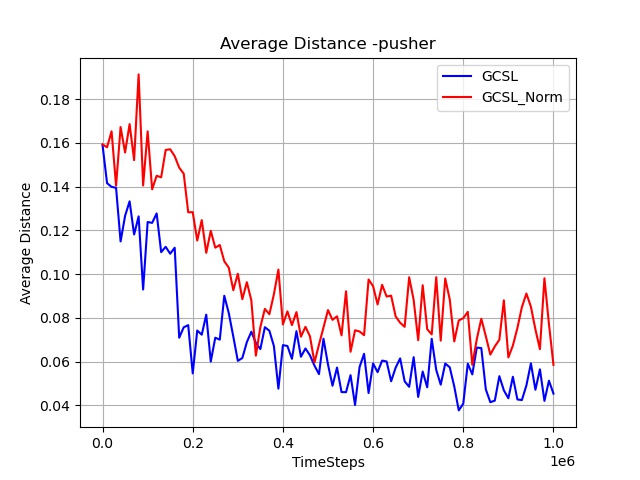 Average Distance -pusher
GCSL
GCSL_Norm
Average Distance
0.18
0.16
0.14
0.12
0.10
0.08
0.06
0.04
0.0 0.2 0.4 0.6 0.8 1.0
TimeSteps
1e6